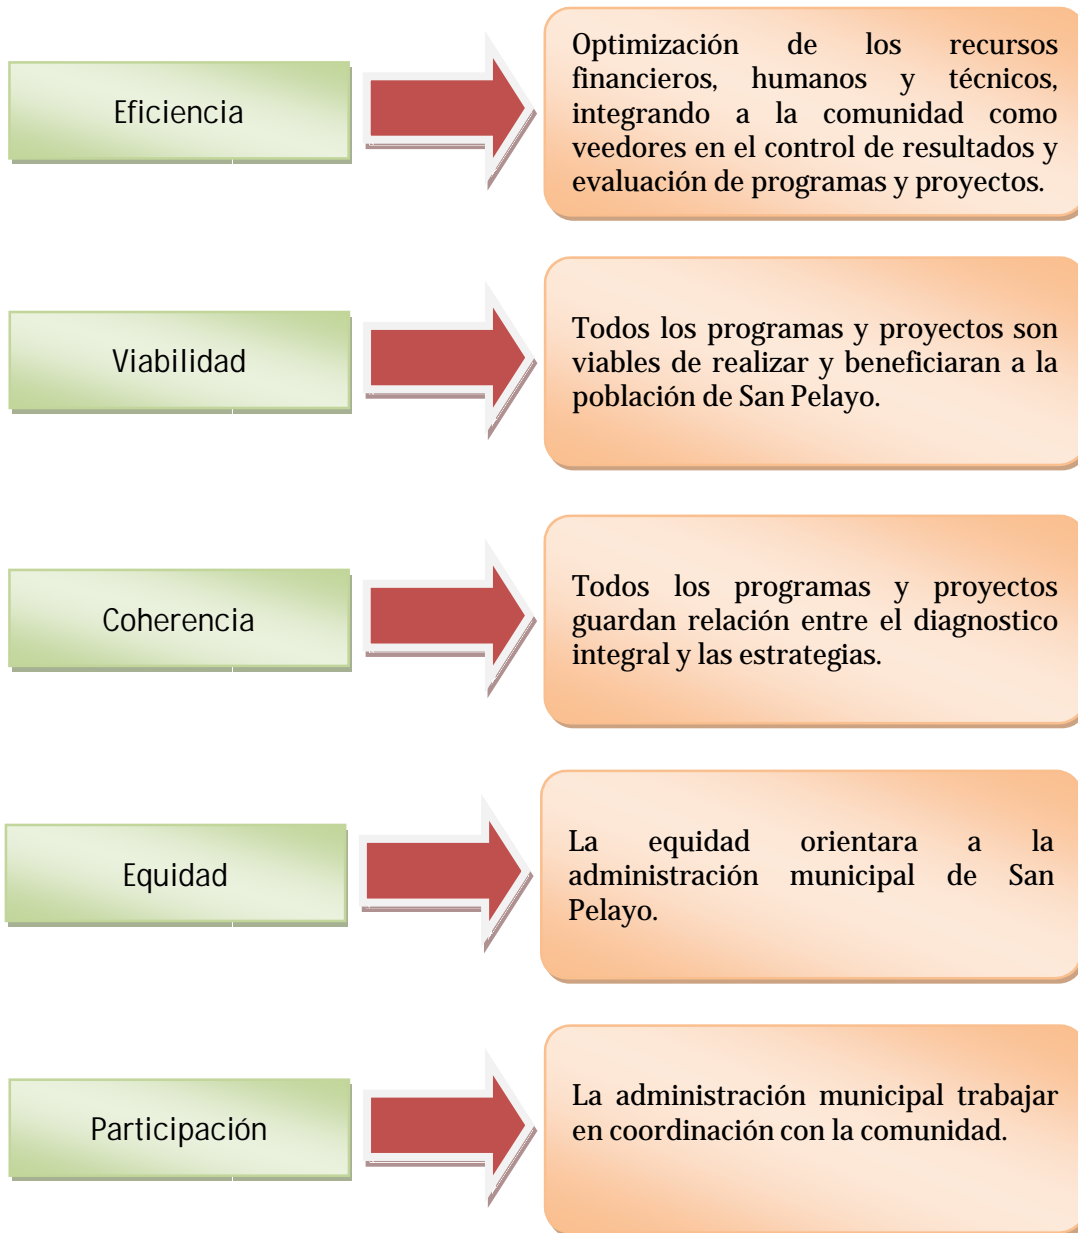 Eficiencia
Optimización de los recursos
financieros, humanos y técnicos,
integrando a la comunidad como
veedores en el control de resultados y
evaluación de programas y proyectos.
Viabilidad
Todos los programas y proyectos son
viables de realizar y beneficiaran a la
población de San Pelayo.
Coherencia
Todos los programas y proyectos
guardan relación entre el diagnostico
integral y las estrategias.
Equidad
La equidad orientara a la
administración municipal de San
Pelayo.
Participación
La administración municipal trabajar
en coordinación con la comunidad.